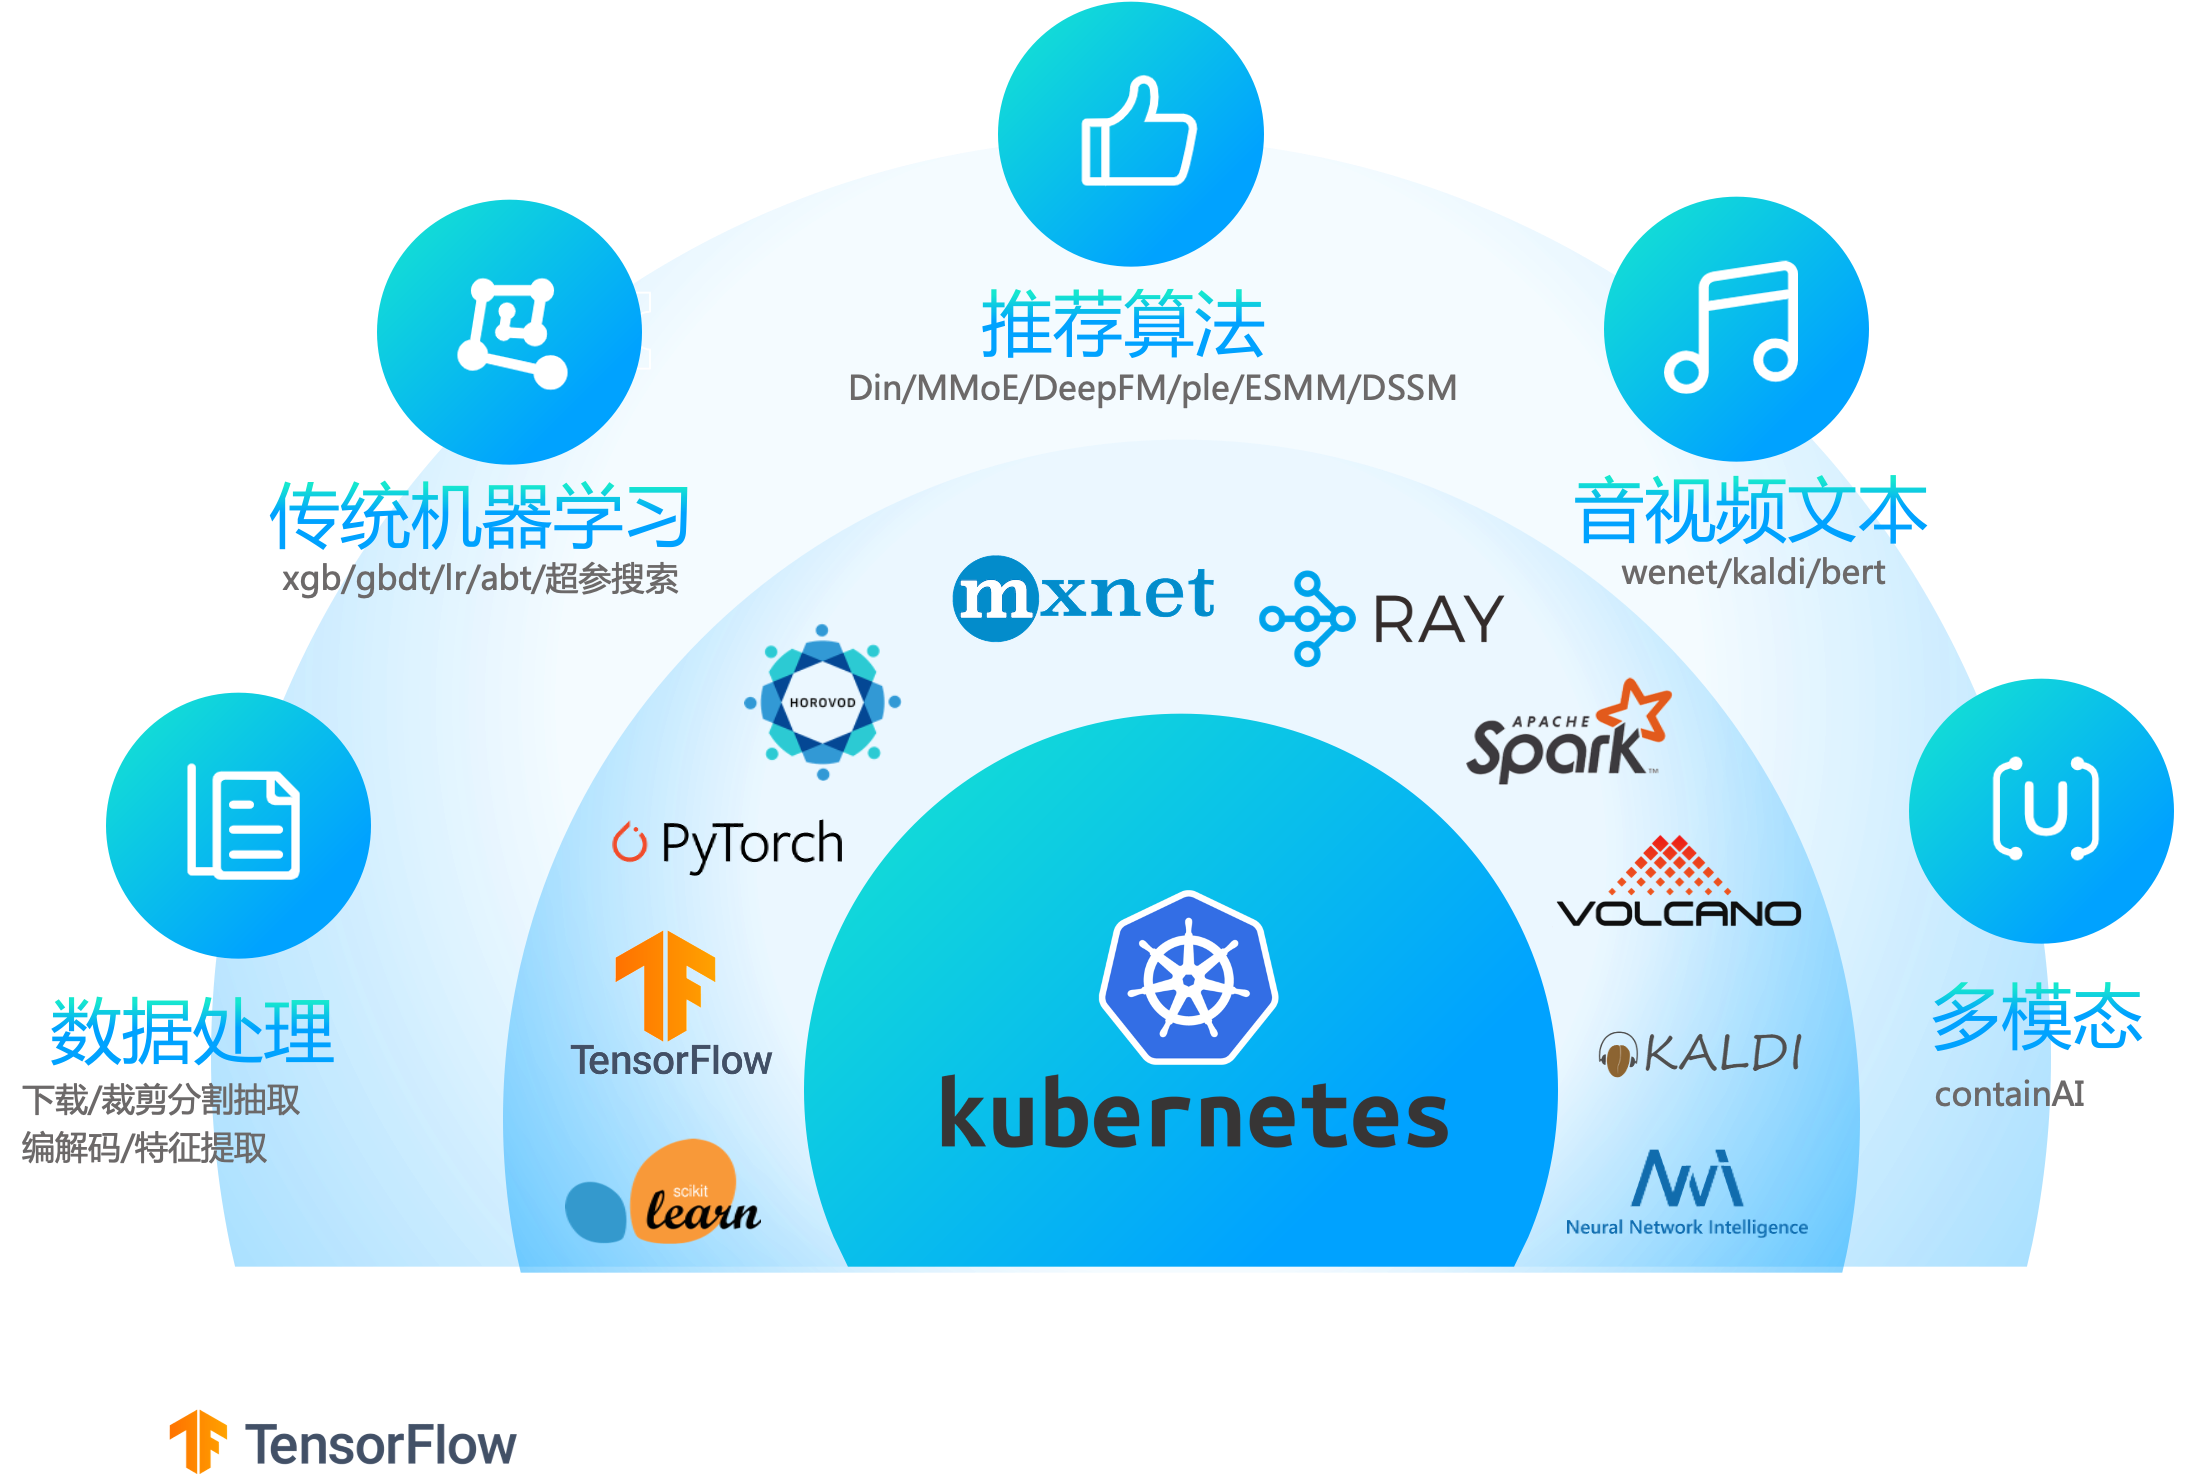 推荐算法
Din/MMoE/DeepFM/ple/ESMM/DSSM
传统机器学习
xgb/gbdt/lr/abt/超参搜索
音视频文本
wenet/kaldi/bert
mxnet
RAY
HOROVOD
APACHE
Spark™
PyTorch
VOLCANO
U
TensorFlow
KALDI
kubernetes
数据处理
下载/裁剪分割抽取
编解码/特征提取
多模态
containAI
scikit
learn
NNI
Neural Network Intelligence
TensorFlow